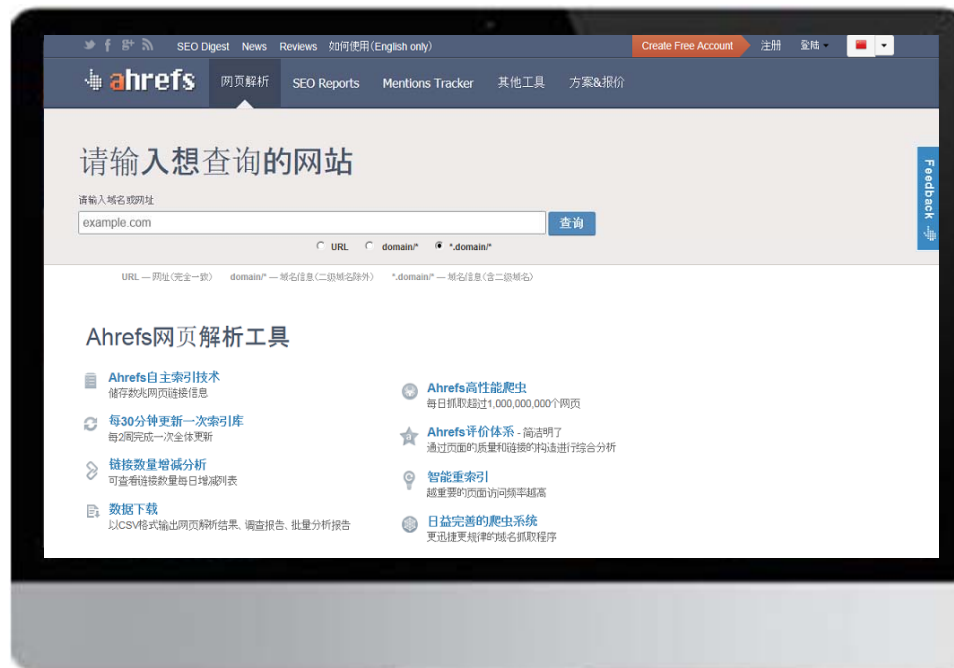 SEO Digest News Reviews 如何使用(English only) Create Free Account 注册 登陆
ahrefs 网页解析 SEO Reports Mentions Tracker 其他工具 方案&报价
请输入想查询的网站
Feedback
请输入域名或网址
example.com 查询
URL domain/* *.domain/*
URL — 网址(完全一致) domain/* — 域名信息(二级域名除外) *.domain/* — 域名信息(含二级域名)
Ahrefs网页解析工具
Ahrefs自主索引技术
储存数兆网页链接信息
每30分钟更新一次索引库
每2周完成一次全体更新
链接数量增减分析
可查看链接数量每日增减列表
数据下载
以CSV格式输出网页解析结果、调查报告、批量分析报告
Ahrefs高性能爬虫
每日抓取超过1,000,000,000个网页
Ahrefs评价体系 - 简洁明了
通过页面的质量和链接的构造进行综合分析
智能重索引
越重要的页面访问频率越高
日益完善的爬虫系统
更迅捷更规律的域名抓取程序